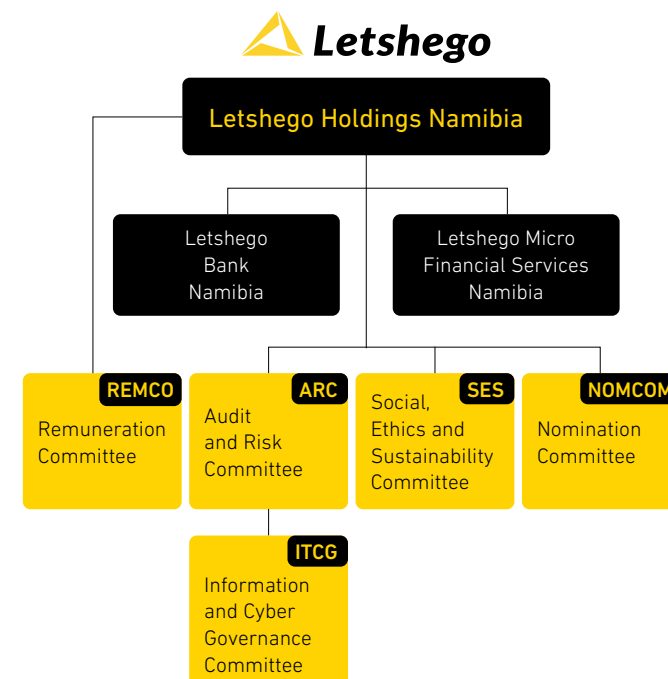 Letshego
Letshego Holdings Namibia
Letshego
Bank
Namibia
Letshego Micro
Financial Services
Namibia
REMCO
Remuneration
Committee
ARC
Audit
and Risk
Committee
SES
Social,
Ethics and
Sustainability
Committee
NOMCOM
Nomination
Committee
ITCG
Information
and Cyber
Governance
Committee